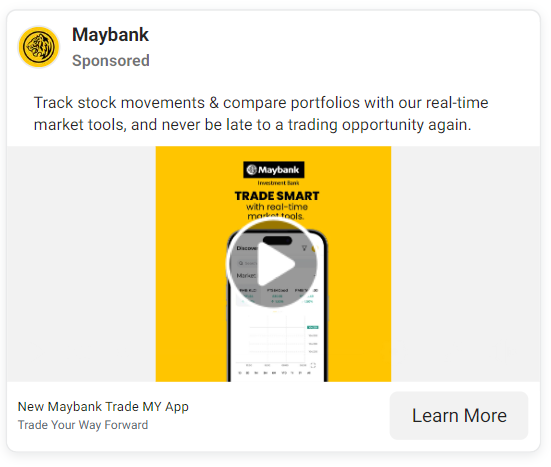 Maybank
Sponsored
Track stock movements & compare portfolios with our real-time
market tools, and never be late to a trading opportunity again.
Maybank
Investment Bank
TRADE SMART
with real-time
market tools.
Discove
Market
New Maybank Trade MY App
Trade Your Way Forward
Learn More